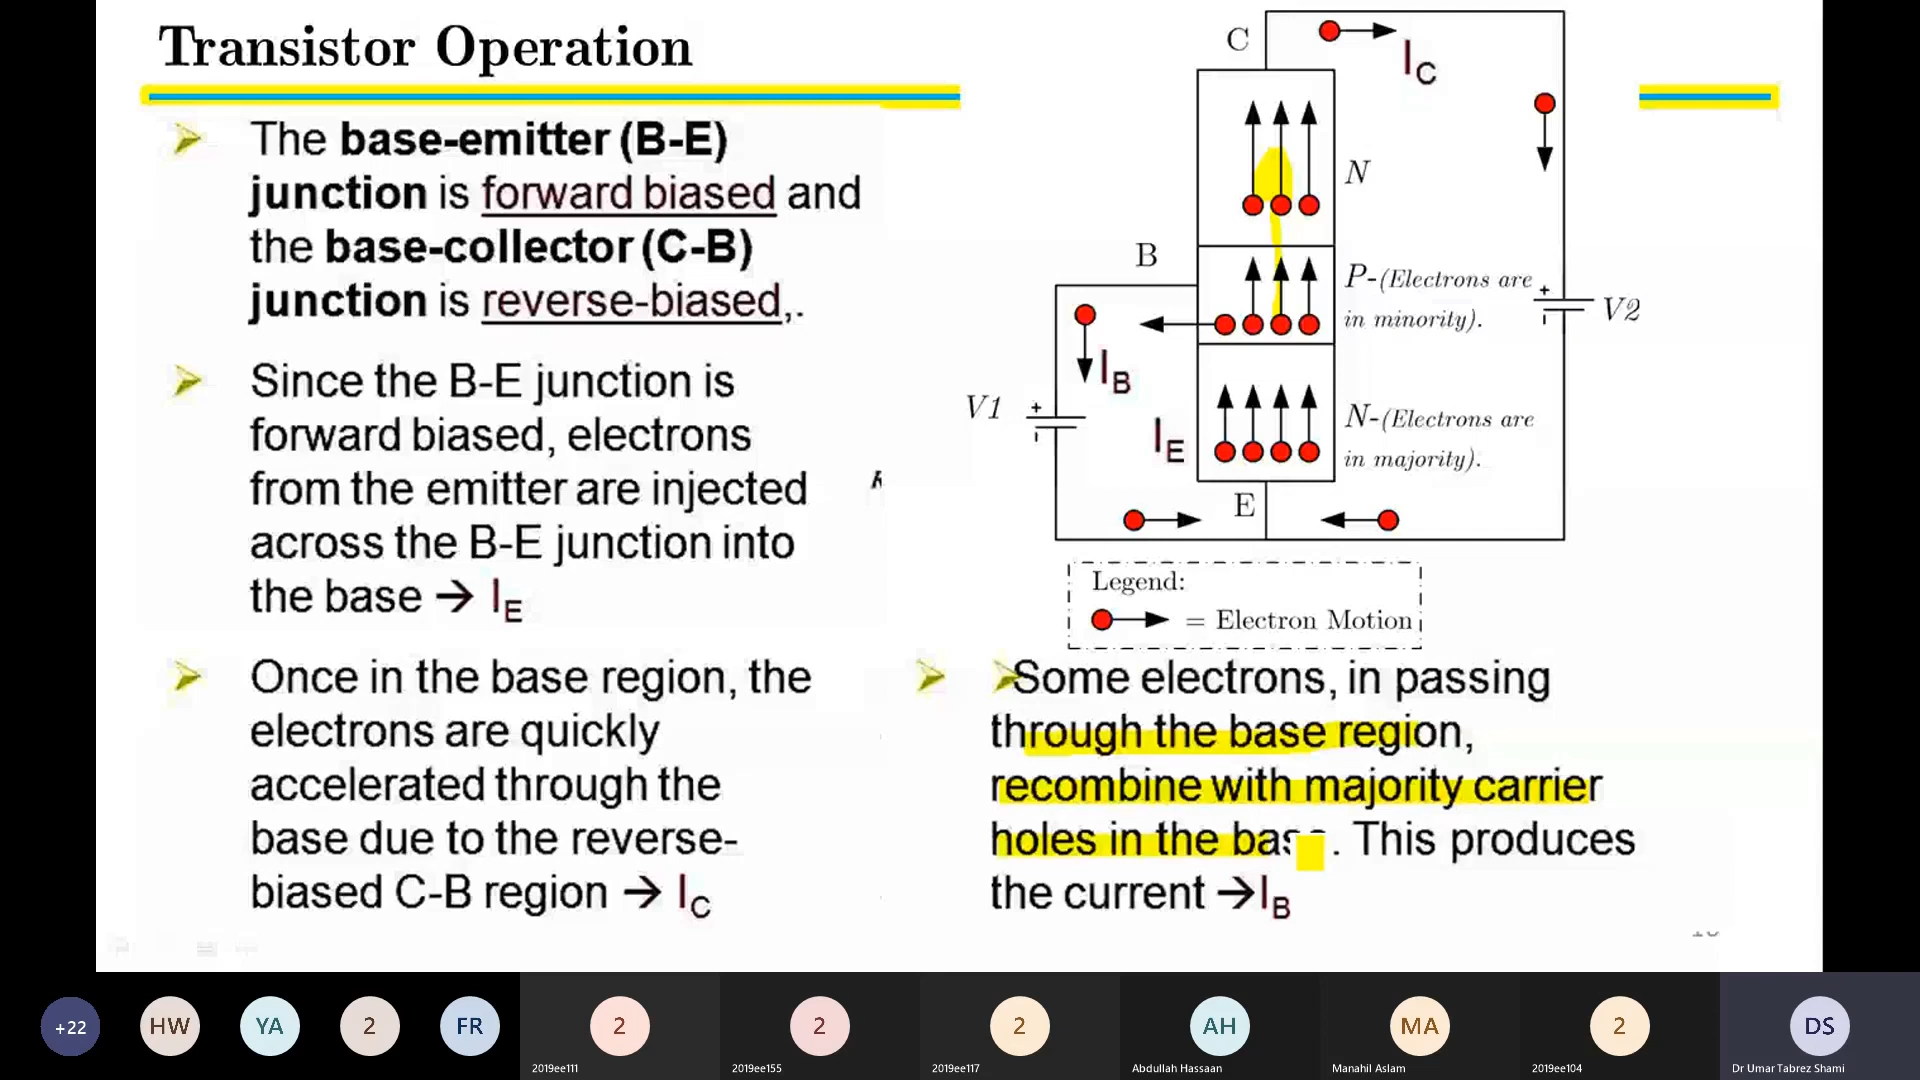 Transistor Operation
The base-emitter (B-E)
junction is forward biased and
the base-collector (C-B)
junction is reverse-biased,.
Since the B-E junction is
forward biased, electrons
from the emitter are injected
across the B-E junction into
the base → IE
Once in the base region, the
electrons are quickly
accelerated through the
base due to the reverse-
biased C-B region → IC
C
IC
N
B
P-(Electrons are
in minority).
+
V2
IB
V1
+
IE
N-(Electrons are
in majority).
E
Legend:
= Electron Motion
Some electrons, in passing
through the base region,
recombine with majority carrier
holes in the base. This produces
the current →IB
+22
HW
YA
2
FR
2
2019ee111
2
2019ee155
2
2019ee117
AH
Abdullah Hassaan
MA
Manahil Aslam
2
2019ee104
DS
Dr Umar Tabrez Shami